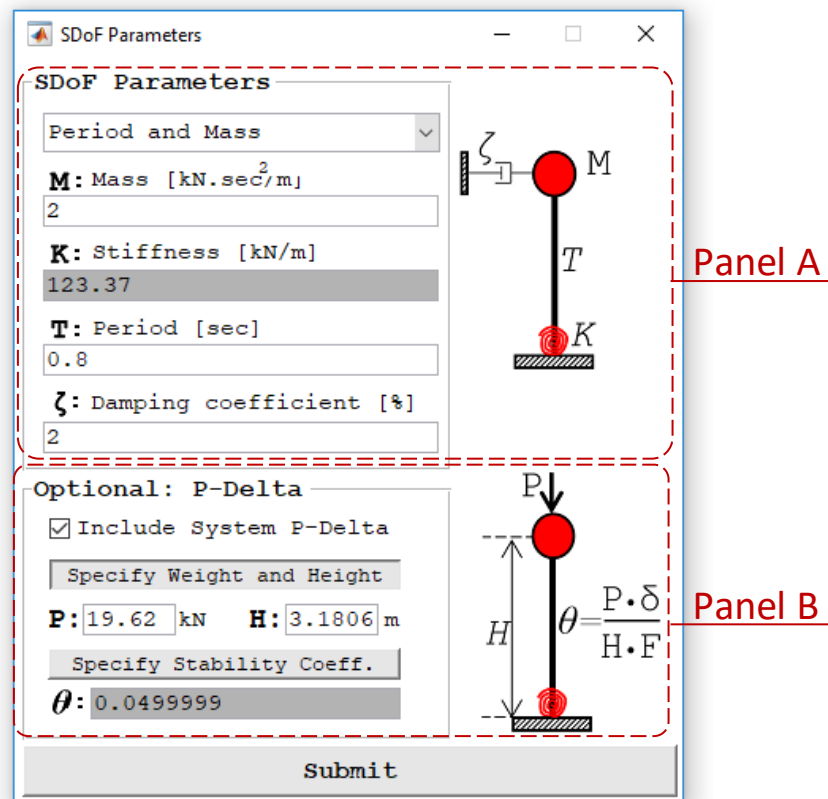 SDoF Parameters
SDoF Parameters
Period and Mass
M: Mass [kN.sec²/m]
2
K: Stiffness [kN/m]
123.37
T: Period [sec]
0.8
ζ: Damping coefficient [%]
2
ζ
M
T
K
Panel A
Optional: P-Delta
Include System P-Delta
Specify Weight and Height
P: 19.62 kN H: 3.1806 m
Specify Stability Coeff.
θ: 0.0499999
P
H
θ=P·δ/H·F
Panel B
Submit